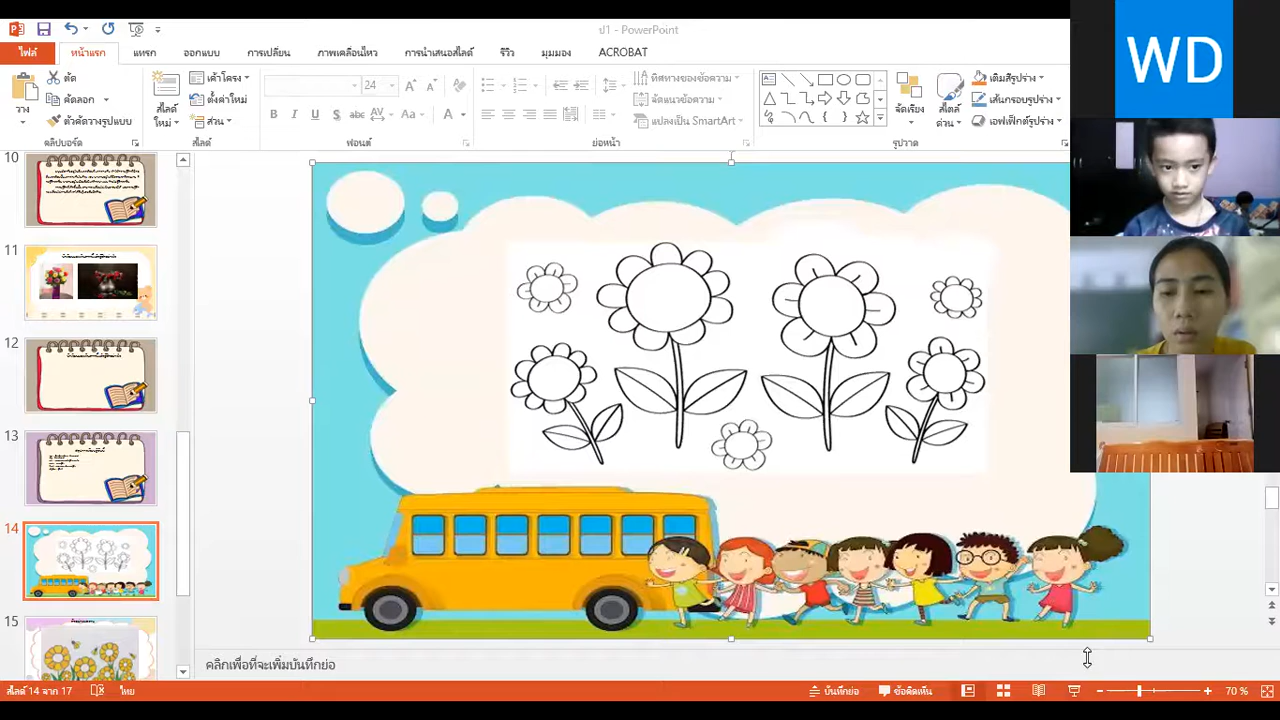 ป1 - PowerPoint
ไฟล์ หน้าแรก แทรก ออกแบบ การเปลี่ยน ภาพเคลื่อนไหว การนำเสนอสไลด์ รีวิว มุมมอง ACROBAT
วาง
ตัด
คัดลอก
ตัวคัดวางรูปแบบ
คลิปบอร์ด
สไลด์
ใหม่
เค้าโครง
ตั้งค่าใหม่
ส่วน
สไลด์
24
B I U S abc AV Aa A
ฟอนต์
ทิศทางของข้อความ
จัดแนวข้อความ
แปลงเป็น SmartArt
ย่อหน้า
จัดเรียง
สไตล์
ด่วน
เติมสีรูปร่าง
เส้นกรอบรูปร่าง
เอฟเฟ็กต์รูปร่าง
รูปวาด
WD
10
11
12
13
14
15
คลิกเพื่อที่จะเพิ่มบันทึกย่อ
สไลด์ 14 จาก 17 ไทย บันทึกย่อ ข้อคิดเห็น 70 %